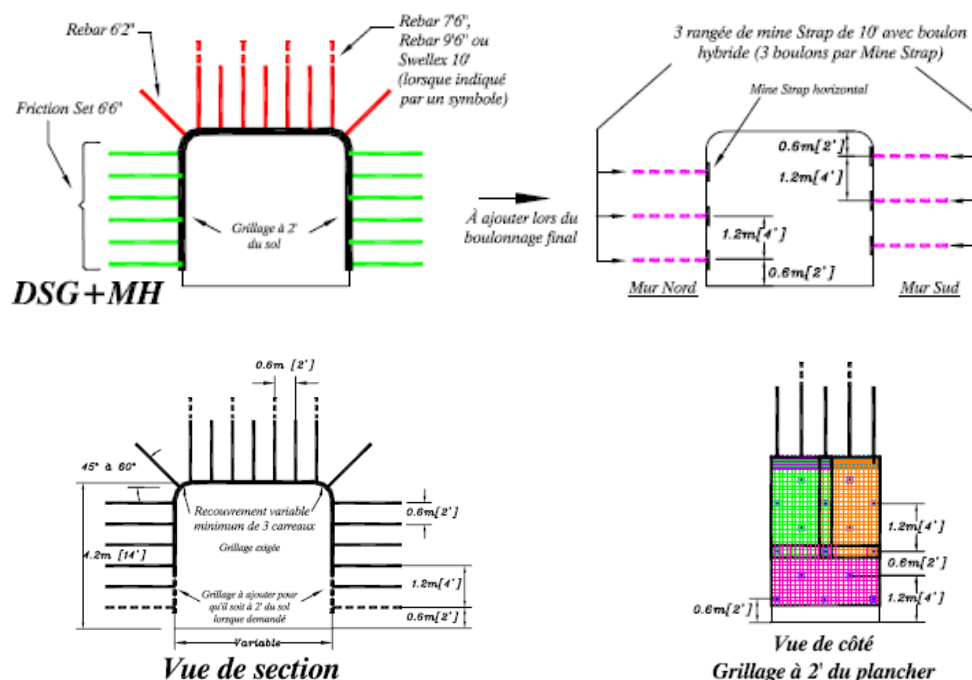 Rebar 6'2"
Rebar 7'6",
Rebar 9'6" ou
Swellex 10'
(lorsque indiqué
par un symbole)
Friction Set 6'6"
Grillage à 2'
du sol
DSG+MH
À ajouter lors du
boulonnage final
3 rangée de mine Strap de 10' avec boulon
hybride (3 boulons par Mine Strap)
Mine Strap horizontal
0.6m[2']
1.2m[4']
1.2m[4']
0.6m[2']
Mur Nord
Mur Sud
0.6m [2']
45° à 60°
Recouvrement variable
minimum de 3 carreaux
Grillage exigée
0.6m[2']
4.2m [14']
Grillage à ajouter pour
qu'il soit à 2' du sol
lorsque demandé
1.2m[4']
0.6m[2']
Variable
Vue de section
1.2m[4']
0.6m[2']
1.2m[4']
0.6m[2']
Vue de côté
Grillage à 2' du plancher